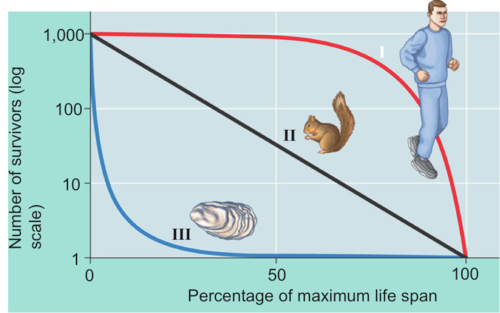 1,000
100
10
1
Number of survivors (log
scale)
I
II
III
0
50
100
Percentage of maximum life span